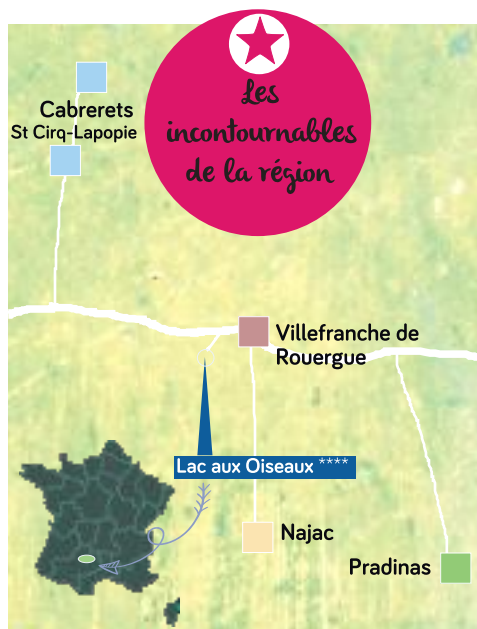 Les
incontournables
de la région
Cabrerets
St Cirq-Lapopie
Villefranche de
Rouergue
Lac aux Oiseaux ****
Najac
Pradinas